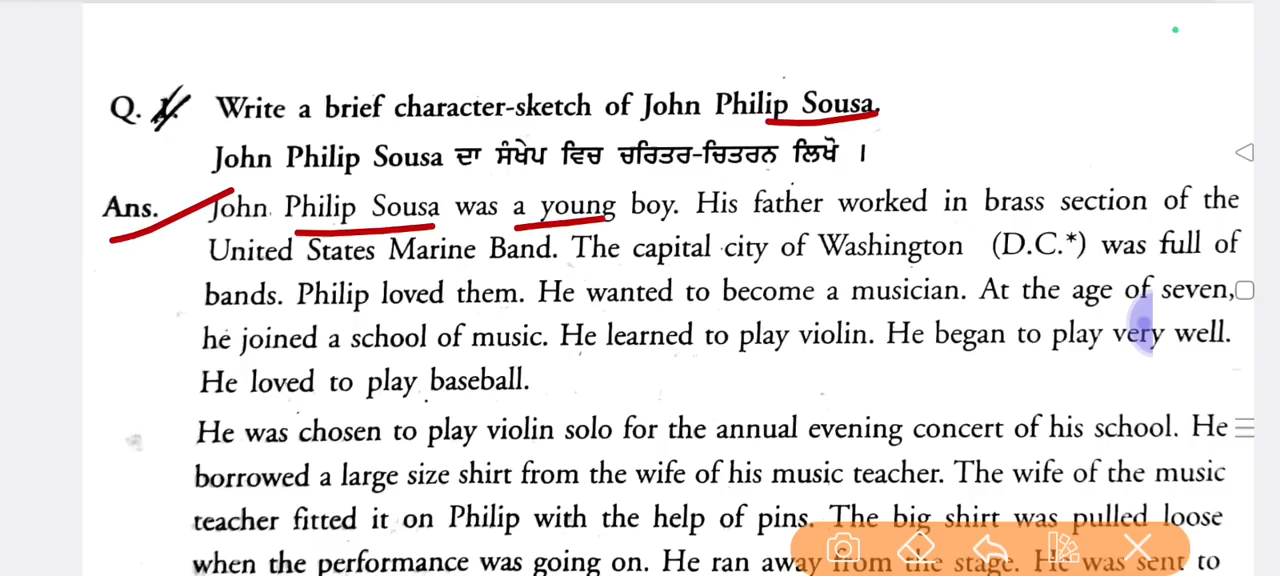 Q. 1. Write a brief character-sketch of John Philip Sousa.
John Philip Sousa ਦਾ ਸੰਖੇਪ ਵਿਚ ਚਰਿਤਰ-ਚਿਤਰਨ ਲਿਖੋ ।
Ans. John Philip Sousa was a young boy. His father worked in brass section of the
United States Marine Band. The capital city of Washington (D.C.*) was full of
bands. Philip loved them. He wanted to become a musician. At the age of seven,
he joined a school of music. He learned to play violin. He began to play very well.
He loved to play baseball.
He was chosen to play violin solo for the annual evening concert of his school. He
borrowed a large size shirt from the wife of his music teacher. The wife of the music
teacher fitted it on Philip with the help of pins. The big shirt was pulled loose
when the performance was going on. He ran away from the stage. He was sent to